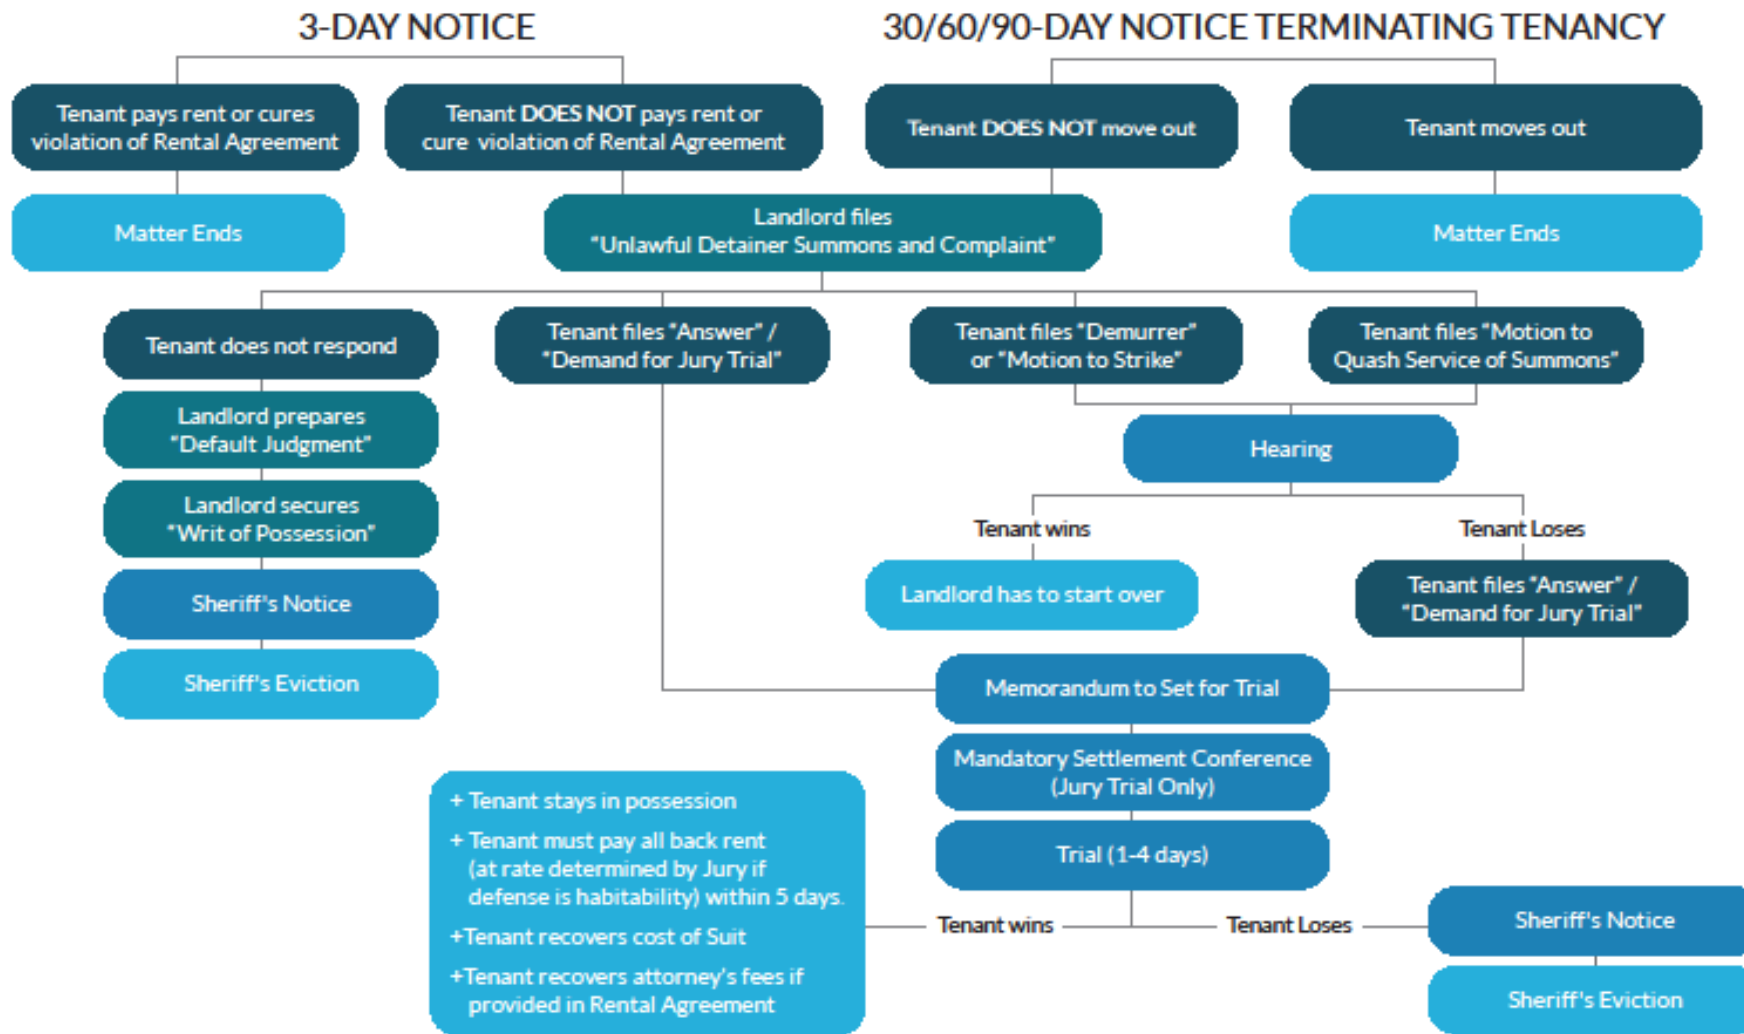 3-DAY NOTICE
30/60/90-DAY NOTICE TERMINATING TENANCY
Tenant pays rent or cures
violation of Rental Agreement
Tenant DOES NOT pays rent or
cure violation of Rental Agreement
Tenant DOES NOT move out
Tenant moves out
Matter Ends
Landlord files
"Unlawful Detainer Summons and Complaint"
Matter Ends
Tenant does not respond
Tenant files "Answer" /
"Demand for Jury Trial"
Tenant files "Demurrer"
or "Motion to Strike"
Tenant files "Motion to
Quash Service of Summons"
Landlord prepares
"Default Judgment"
Hearing
Landlord secures
"Writ of Possession"
Tenant wins
Tenant Loses
Sheriff's Notice
Landlord has to start over
Tenant files "Answer" /
"Demand for Jury Trial"
Sheriff's Eviction
Memorandum to Set for Trial
Mandatory Settlement Conference
(Jury Trial Only)
Trial (1-4 days)
+ Tenant stays in possession
+ Tenant must pay all back rent
(at rate determined by Jury if
defense is habitability) within 5 days.
+Tenant recovers cost of Suit
+Tenant recovers attorney's fees if
provided in Rental Agreement
Tenant wins
Tenant Loses
Sheriff's Notice
Sheriff's Eviction